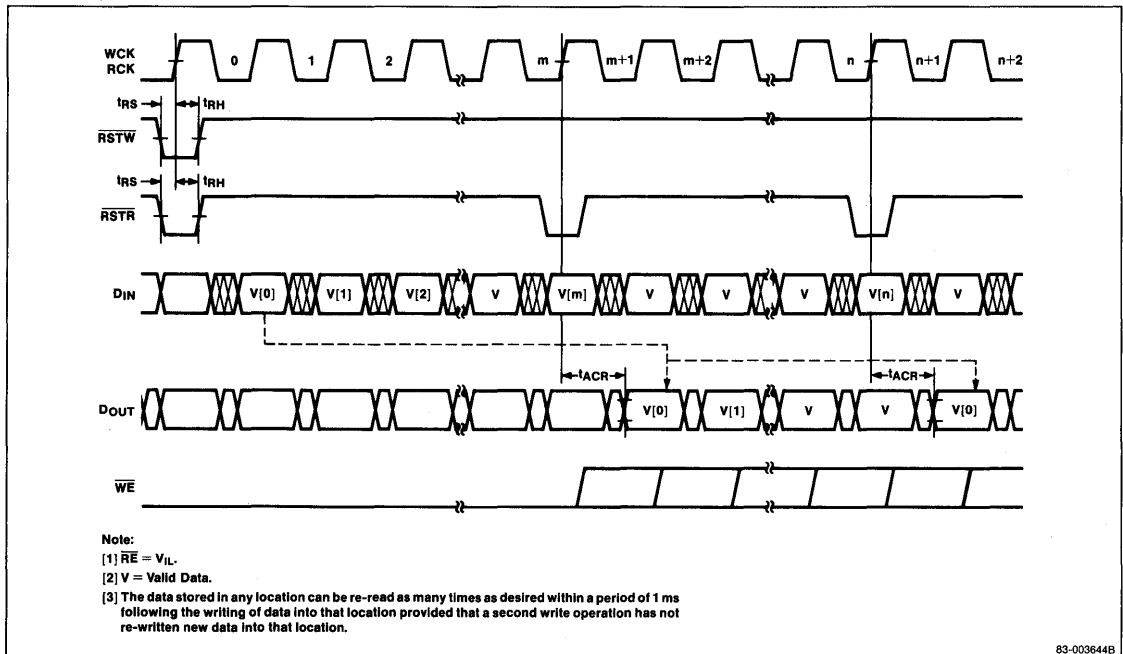 WCK
RCK
0 1 2 m m+1 m+2 n n+1 n+2
tRS tRH
RSTW
tRS tRH
RSTR
DIN V[0] V[1] V[2] V V[m] V V V V[n] V
tACR tACR
DOUT V[0] V[1] V V V[0]
WE
Note:
[1] RE = VIL.
[2] V = Valid Data.
[3] The data stored in any location can be re-read as many times as desired within a period of 1 ms
following the writing of data into that location provided that a second write operation has not
re-written new data into that location.
83-003644B